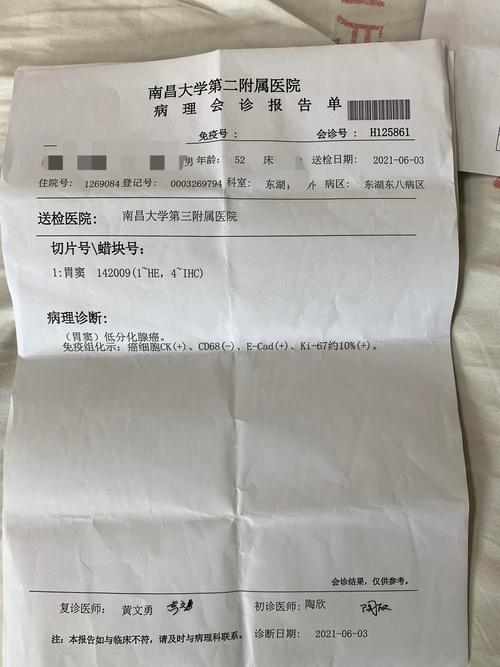 南昌大学第二附属医院
病理会诊报告单
免疫号: 会诊号: H125861
男 年龄: 52 床 送检日期: 2021-06-03
住院号: 1269084 登记号: 0003269794 科室: 东湖 外 病区: 东湖东八病区
送检医院: 南昌大学第三附属医院
切片号\蜡块号:
1:胃窦 142009(1~HE, 4~IHC)
病理诊断:
(胃窦)低分化腺癌。
免疫组化示: 癌细胞CK(+)、CD68(-)、E-Cad(+)、Ki-67约10%(+)。
会诊结果,仅供参考。
复诊医师: 黄文勇 初诊医师: 陶欣 陶欣
注:本报告如与临床不符,请及时与病理科联系。 诊断日期: 2021-06-03